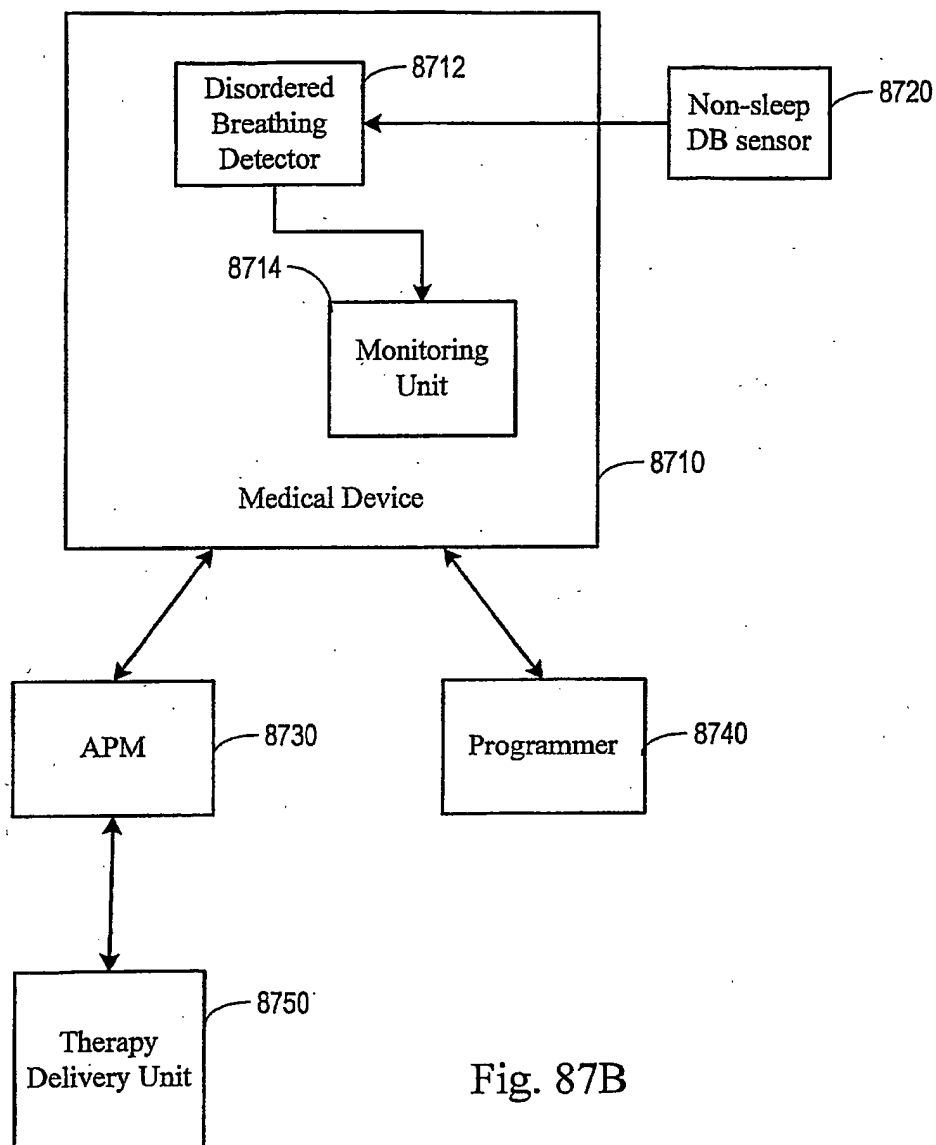 Disordered
Breathing
Detector
8712
Non-sleep
DB sensor
8720
8714
Monitoring
Unit
8710
Medical Device
APM
8730
Programmer
8740
Therapy
Delivery Unit
8750
Fig. 87B